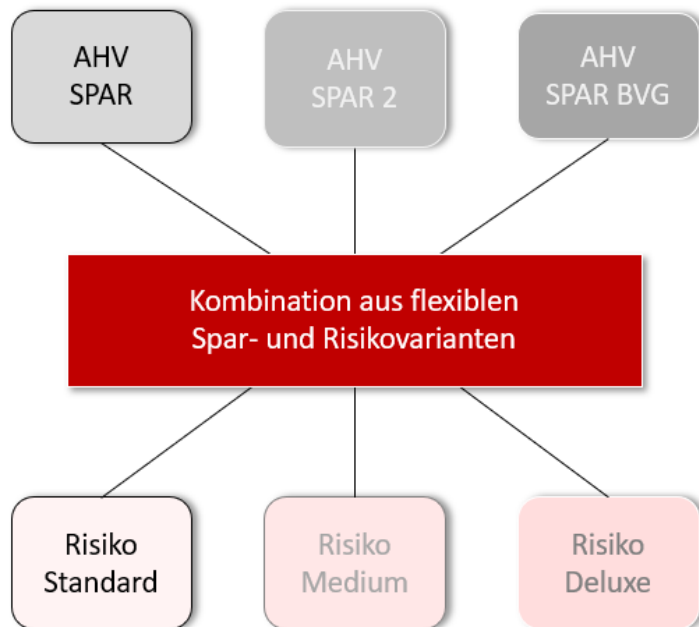 AHV
SPAR
AHV
SPAR 2
AHV
SPAR BVG
Kombination aus flexiblen
Spar- und Risikovarianten
Risiko
Standard
Risiko
Medium
Risiko
Deluxe